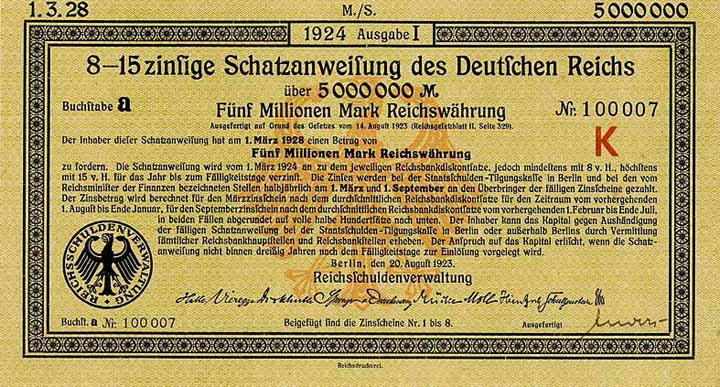 1.3.28 M./S. 5000000
1924 Ausgabe I
8–15zinſige Schatzanweiſung des Deutſchen Reichs
über 5000000 M.
Buchſtabe a Fünf Millionen Mark Reichswährung Nr. 100007
Ausgefertigt auf Grund des Geſetzes vom 14. Auguſt 1923 (Reichsgeſetzblatt II, Seite 329).
K
Der Inhaber dieſer Schatzanweiſung hat am 1. März 1928 einen Betrag von
Fünf Millionen Mark Reichswährung
zu fordern. Die Schatzanweiſung wird vom 1. März 1924 an zu dem jeweiligen Reichsbankdiskontſatze, jedoch mindeſtens mit 8 v. H., höchſtens
mit 15 v. H. für das Jahr bis zum Fälligkeitstage verzinſt. Die Zinſen werden bei der Staatsſchulden-Tilgungskaſſe in Berlin und bei den vom
Reichsminiſter der Finanzen bezeichneten Stellen halbjährlich am 1. März und 1. September an den Überbringer der fälligen Zinsſcheine gezahlt.
Der Zinsbetrag wird berechnet für den Märzzinsſchein nach dem durchſchnittlichen Reichsbankdiskontſatze für den Zeitraum vom vorhergehenden
1. Auguſt bis Ende Januar, für den Septemberzinsſchein nach dem durchſchnittlichen Reichsbankdiskontſatze vom vorhergehenden 1. Februar bis Ende Juli,
in beiden Fällen abgerundet auf volle halbe Hundertſätze nach unten. Der Inhaber kann das Kapital gegen Aushändigung
der fälligen Schatzanweiſung bei der Staatsſchulden-Tilgungskaſſe in Berlin oder außerhalb Berlins durch Vermittlung
ſämtlicher Reichsbankhauptſtellen und Reichsbankſtellen erheben. Der Anſpruch auf das Kapital erliſcht, wenn die Schatz-
anweiſung nicht binnen dreißig Jahren nach dem Fälligkeitstage zur Einlöſung vorgelegt wird.
Berlin, den 20. Auguſt 1923.
Reichsſchuldenverwaltung
REICHSSCHULDENVERWALTUNG
Buchſt. a Nr. 100007 Beigefügt ſind die Zinsſcheine Nr. 1 bis 8. Ausgefertigt
Reichsdruckerei.